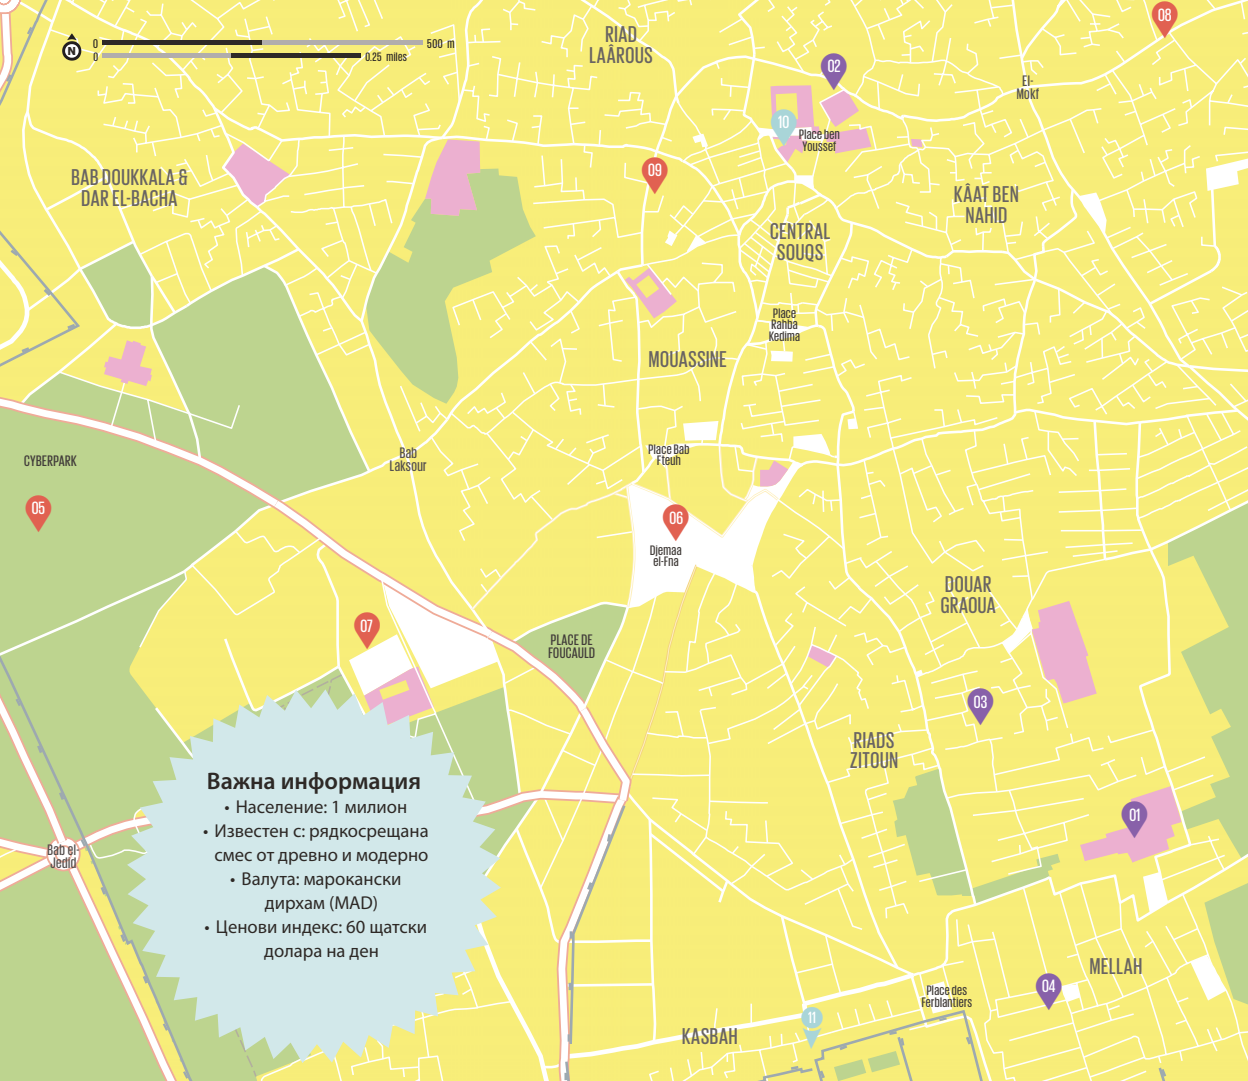 08
RIAD
LAÂROUS
N
0
500 m
0
0.25 miles
02
El-
Mokf
10
Place ben
Youssef
09
BAB DOUKKALA &
DAR EL-BACHA
KÂAT BEN
NAHID
CENTRAL
SOUQS
Place
Rahba
Kedima
MOUASSINE
Bab
Laksour
Place Bab
Fteuh
CYBERPARK
05
06
Djemaa
el-Fna
DOUAR
GRAOUA
07
PLACE DE
FOUCAULD
03
RIADS
ZITOUN
01
Важна информация
• Население: 1 милион
• Известен с: рядкосрещана
смес от древно и модерно
• Валута: марокански
дирхам (MAD)
• Ценови индекс: 60 щатски
долара на ден
Bab el-
Jedid
MELLAH
04
Place des
Ferblantiers
11
KASBAH